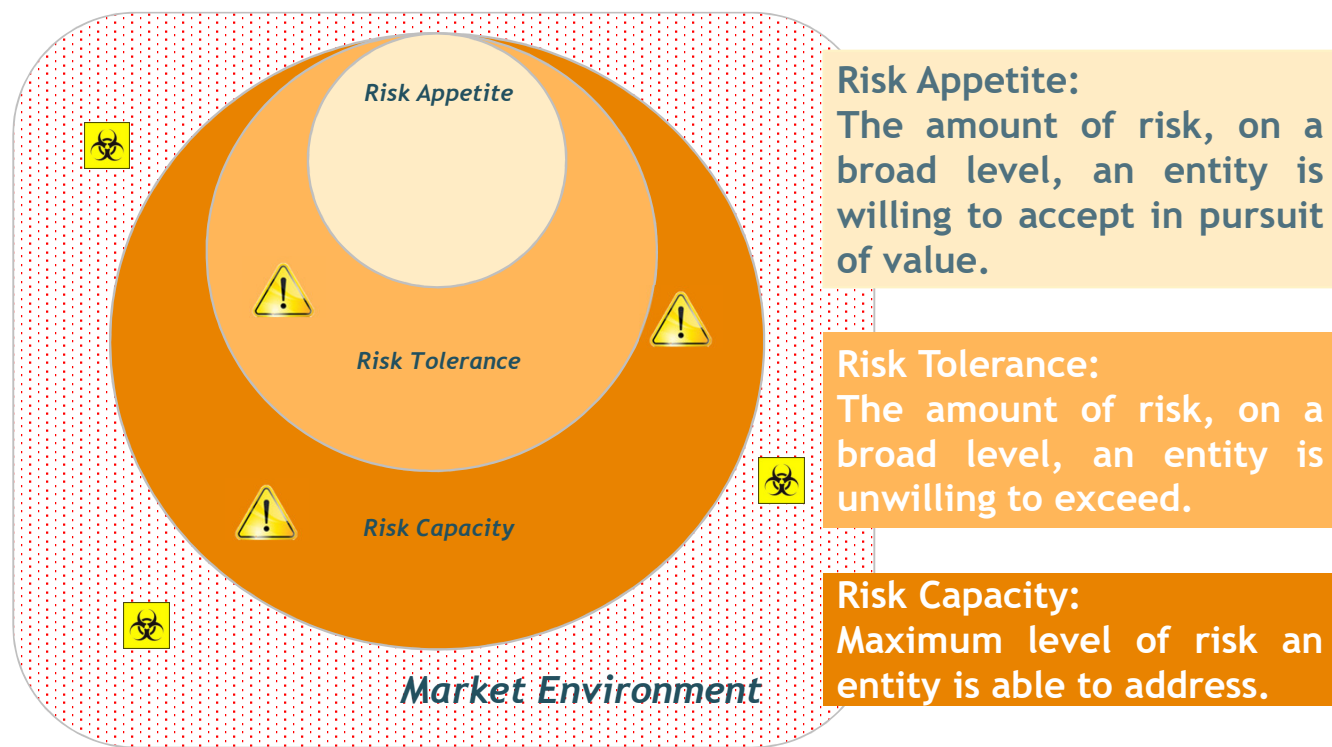 Risk Appetite
Risk Tolerance
Risk Capacity
Market Environment
Risk Appetite:
The amount of risk, on a
broad level, an entity is
willing to accept in pursuit
of value.
Risk Tolerance:
The amount of risk, on a
broad level, an entity is
unwilling to exceed.
Risk Capacity:
Maximum level of risk an
entity is able to address.